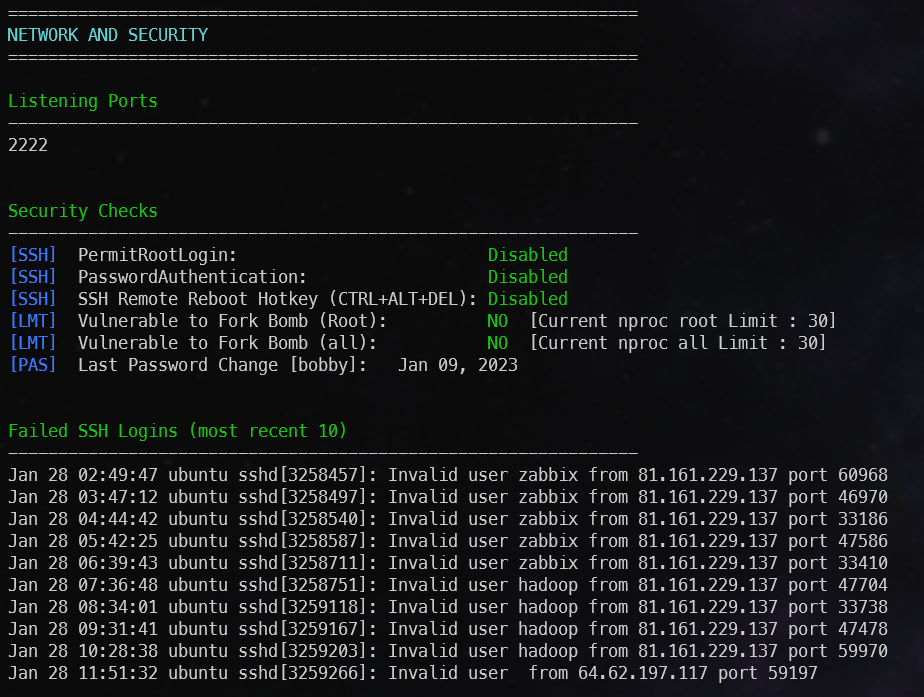 ===============================================================
NETWORK AND SECURITY
===============================================================
Listening Ports
---------------------------------------------------------------
2222
Security Checks
---------------------------------------------------------------
[SSH]  PermitRootLogin:                         Disabled
[SSH]  PasswordAuthentication:                  Disabled
[SSH]  SSH Remote Reboot Hotkey (CTRL+ALT+DEL): Disabled
[LMT]  Vulnerable to Fork Bomb (Root):          NO  [Current nproc root Limit : 30]
[LMT]  Vulnerable to Fork Bomb (all):           NO  [Current nproc all Limit : 30]
[PAS]  Last Password Change [bobby]:   Jan 09, 2023
Failed SSH Logins (most recent 10)
---------------------------------------------------------------
Jan 28 02:49:47 ubuntu sshd[3258457]: Invalid user zabbix from 81.161.229.137 port 60968
Jan 28 03:47:12 ubuntu sshd[3258497]: Invalid user zabbix from 81.161.229.137 port 46970
Jan 28 04:44:42 ubuntu sshd[3258540]: Invalid user zabbix from 81.161.229.137 port 33186
Jan 28 05:42:25 ubuntu sshd[3258587]: Invalid user zabbix from 81.161.229.137 port 47586
Jan 28 06:39:43 ubuntu sshd[3258711]: Invalid user zabbix from 81.161.229.137 port 33410
Jan 28 07:36:48 ubuntu sshd[3258751]: Invalid user hadoop from 81.161.229.137 port 47704
Jan 28 08:34:01 ubuntu sshd[3259118]: Invalid user hadoop from 81.161.229.137 port 33738
Jan 28 09:31:41 ubuntu sshd[3259167]: Invalid user hadoop from 81.161.229.137 port 47478
Jan 28 10:28:38 ubuntu sshd[3259203]: Invalid user hadoop from 81.161.229.137 port 59970
Jan 28 11:51:32 ubuntu sshd[3259266]: Invalid user  from 64.62.197.117 port 59197